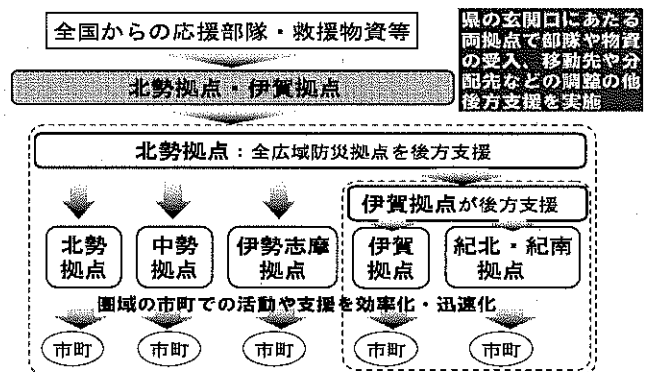 全国からの応援部隊・救援物資等
県の玄関口にあたる
両拠点で部隊や物資
の受入、移動先や分
配先などの調整の他
後方支援を実施
北勢拠点・伊賀拠点
北勢拠点：全広域防災拠点を後方支援
伊賀拠点が後方支援
北勢
拠点
中勢
拠点
伊勢志摩
拠点
伊賀
拠点
紀北・紀南
拠点
圏域の市町での活動や支援を効率化・迅速化
市町
市町
市町
市町
市町